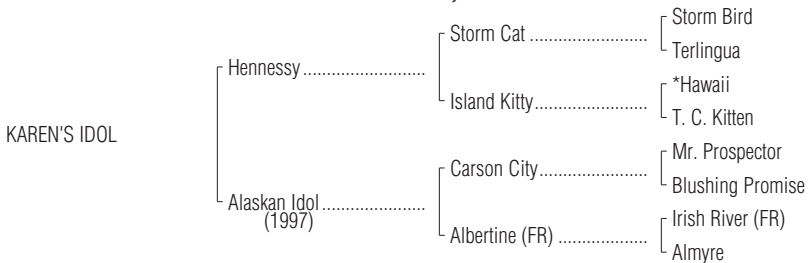 Storm Bird
Storm Cat ..........................
Terlingua
Hennessy ..........................
*Hawaii
Island Kitty.........................
T. C. Kitten
KAREN'S IDOL
Mr. Prospector
Carson City........................
Blushing Promise
Alaskan Idol ......................
(1997)
Irish River (FR)
Albertine (FR) ....................
Almyre